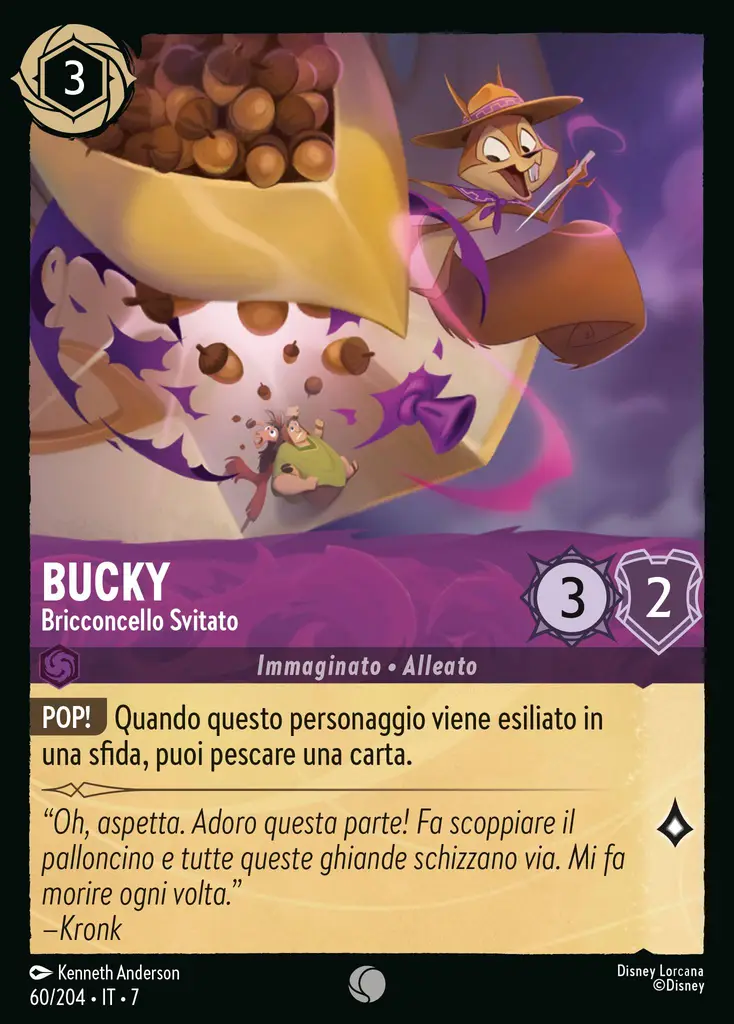 3
BUCKY
Bricconcello Svitato
3
2
Immaginato • Alleato
POP! Quando questo personaggio viene esiliato in
una sfida, puoi pescare una carta.
“Oh, aspetta. Adoro questa parte! Fa scoppiare il
palloncino e tutte queste ghiande schizzano via. Mi fa
morire ogni volta.”
–Kronk
Kenneth Anderson
60/204 • IT • 7
Disney Lorcana
©Disney